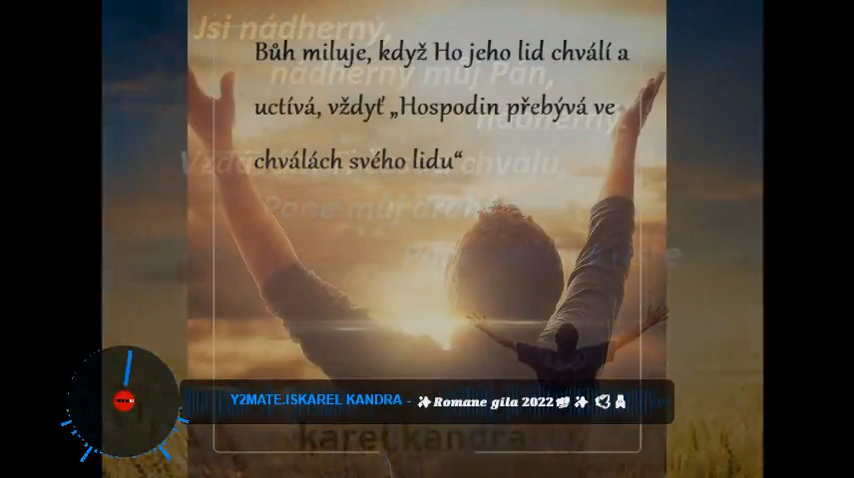 Jsi nádherný,
Bůh miluje, když Ho jeho lid chválí a
nádherný můj Pán,
uctívá, vždyť „Hospodin přebývá ve
nádherný.
chválách svého lidu“
chválu,
Pane můj
Y2MATE.ISKAREL KANDRA - ✨Romane gila 2022
karel kandra